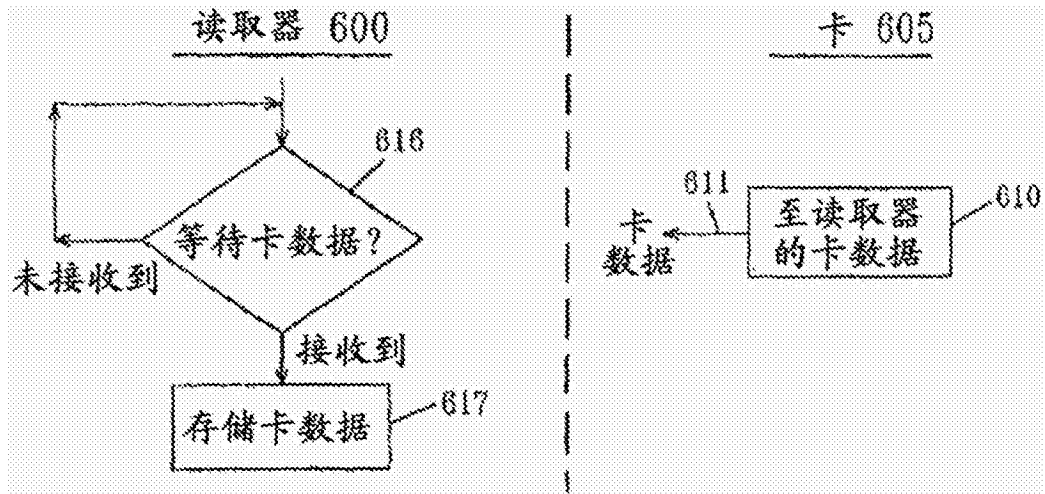 读取器 600
卡 605
616
等待卡数据?
未接收到
接收到
617
存储卡数据
611
卡
数据
610
至读取器
的卡数据